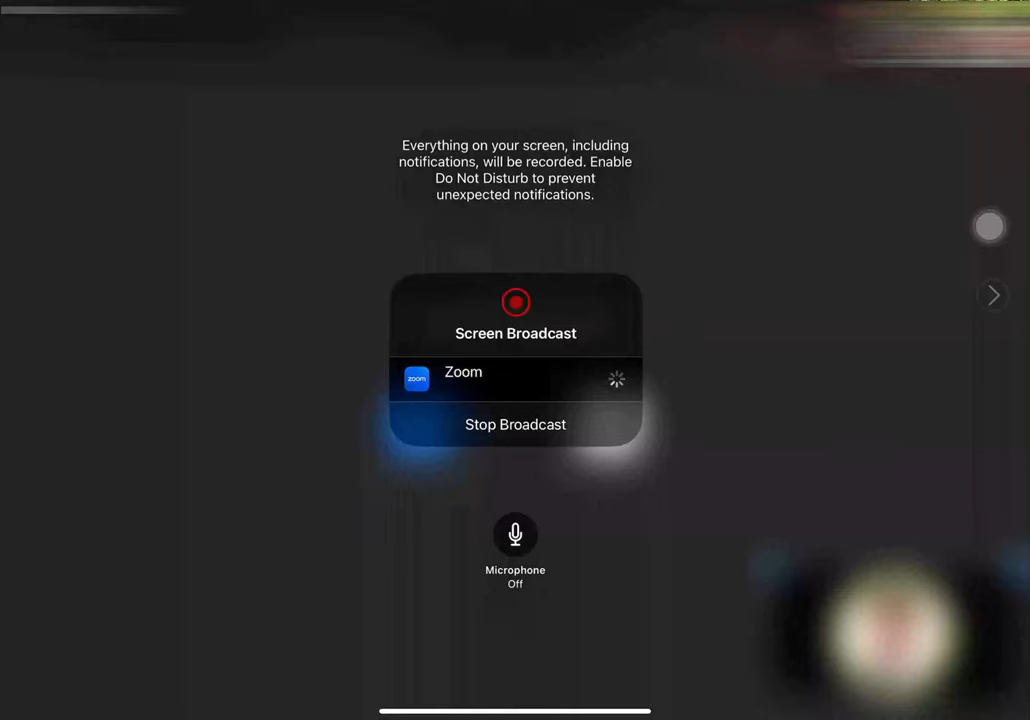 Everything on your screen, including
notifications, will be recorded. Enable
Do Not Disturb to prevent
unexpected notifications.
Screen Broadcast
zoom
Zoom
Stop Broadcast
Microphone
Off